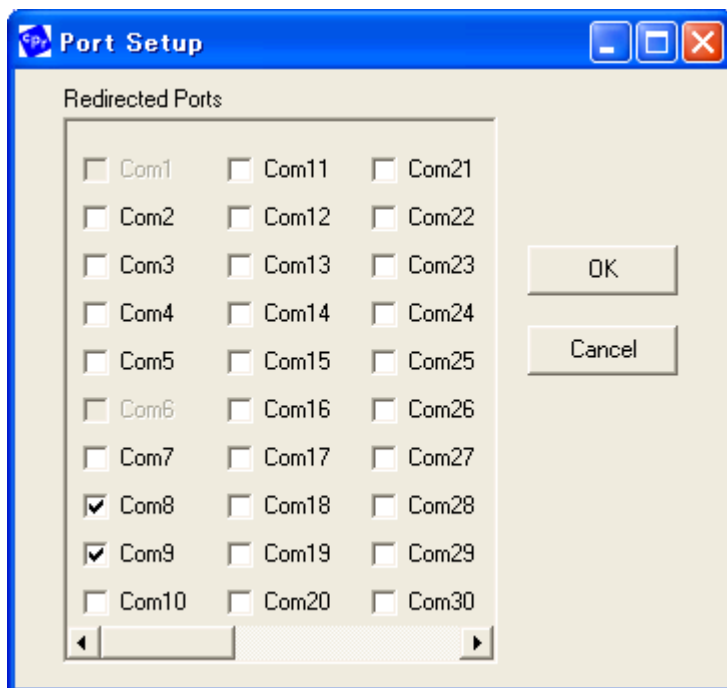 CPR Port Setup
Redirected Ports
Com1 Com11 Com21
Com2 Com12 Com22
Com3 Com13 Com23
Com4 Com14 Com24
Com5 Com15 Com25
Com6 Com16 Com26
Com7 Com17 Com27
Com8 Com18 Com28
Com9 Com19 Com29
Com10 Com20 Com30
OK
Cancel